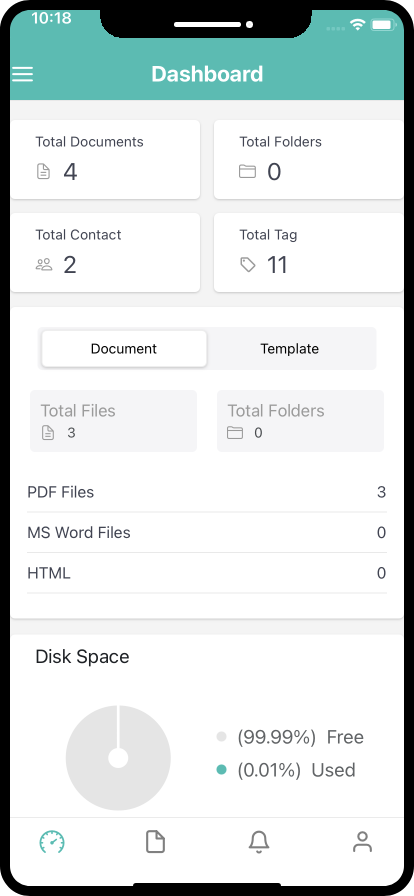 10:18
Dashboard
Total Documents
4
Total Folders
0
Total Contact
2
Total Tag
11
Document
Template
Total Files
3
Total Folders
0
PDF Files 3
MS Word Files 0
HTML 0
Disk Space
(99.99%) Free
(0.01%) Used